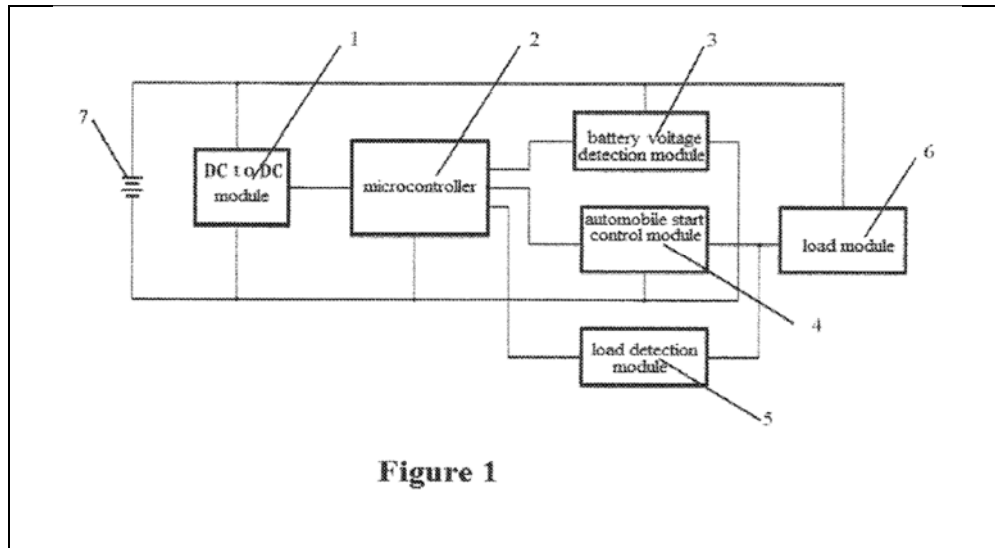 1
2
3
7
battery voltage
detection module
6
DC to DC
module
microcontroller
automobile start
control module
load module
4
load detection
module
5
Figure 1